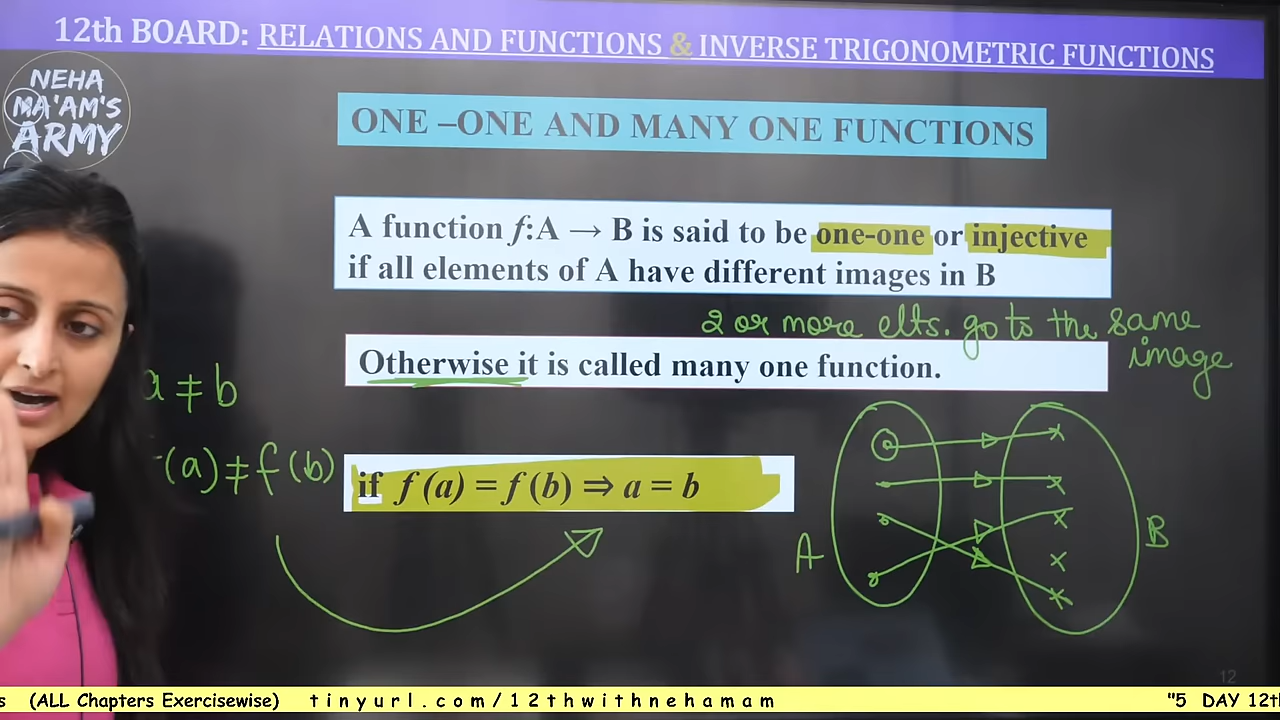 12th BOARD: RELATIONS AND FUNCTIONS & INVERSE TRIGONOMETRIC FUNCTIONS
NEHA
MA'AM'S
ARMY
ONE –ONE AND MANY ONE FUNCTIONS
A function f:A → B is said to be one-one or injective
if all elements of A have different images in B
2 or more elts. go to the same
image
Otherwise it is called many one function.
a ≠ b
(a) ≠ f(b)
if f(a) = f(b) ⇒ a = b
A
B
12
s (ALL Chapters Exercisewise) tinyurl.com/12thwithnehamam "5 DAY 12th